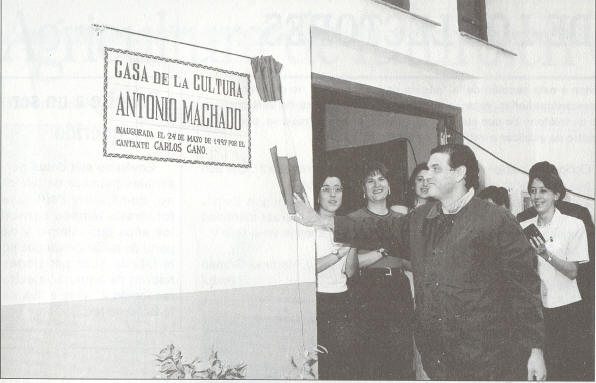 CASA DE LA CULTURA
ANTONIO MACHADO
INAUGURADA EL 24 DE MAYO DE 1997 POR EL
CANTANTE CARLOS CANO.